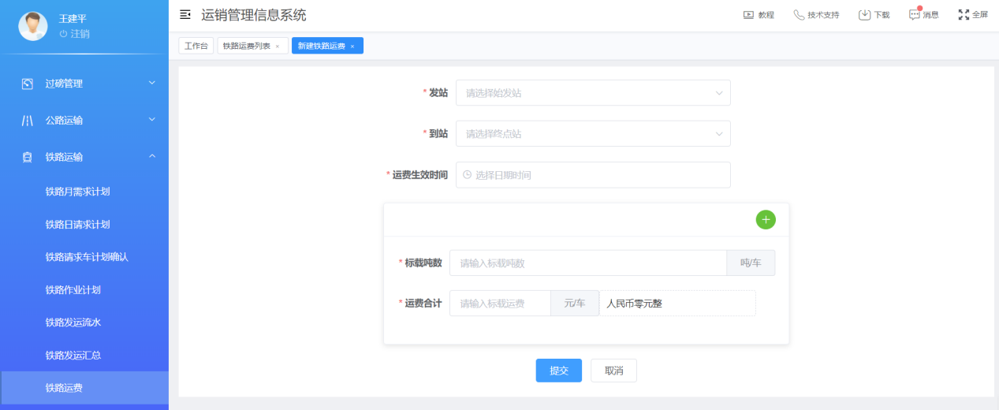 王建平
注销
过磅管理
公路运输
铁路运输
铁路月需求计划
铁路日请求计划
铁路请求车计划确认
铁路作业计划
铁路发运流水
铁路发运汇总
铁路运费
运销管理信息系统
教程 技术支持 下载 消息 全屏
工作台 铁路运费列表 × 新建铁路运费 ×
* 发站 请选择始发站
* 到站 请选择终点站
* 运费生效时间 选择日期时间
* 标载吨数 请输入标载吨数 吨/车
* 运费合计 请输入标载运费 元/车 人民币零元整
提交 取消